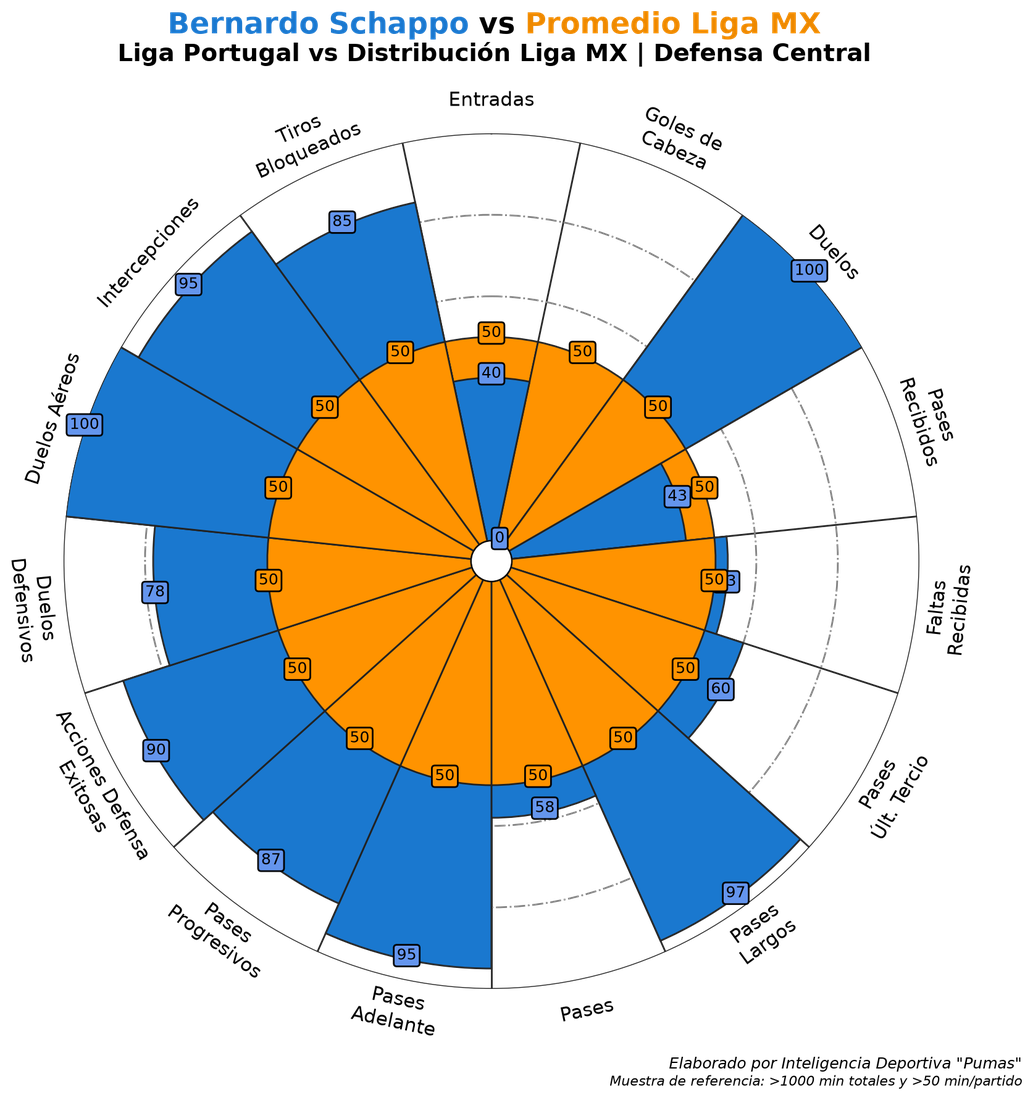 Bernardo Schappo vs Promedio Liga MX
Liga Portugal vs Distribución Liga MX | Defensa Central
Entradas
50
40
Goles de
Cabeza
50
0
Duelos
100
50
Pases
Recibidos
50
43
Faltas
Recibidas
50
3
Pases
Últ. Tercio
50
60
Pases
Largos
50
97
Pases
50
58
Pases
Adelante
50
95
Pases
Progresivos
50
87
Acciones Defensa
Exitosas
50
90
Duelos
Defensivos
50
78
Duelos Aéreos
50
100
Intercepciones
50
95
Tiros
Bloqueados
50
85
Elaborado por Inteligencia Deportiva "Pumas"
Muestra de referencia: >1000 min totales y >50 min/partido